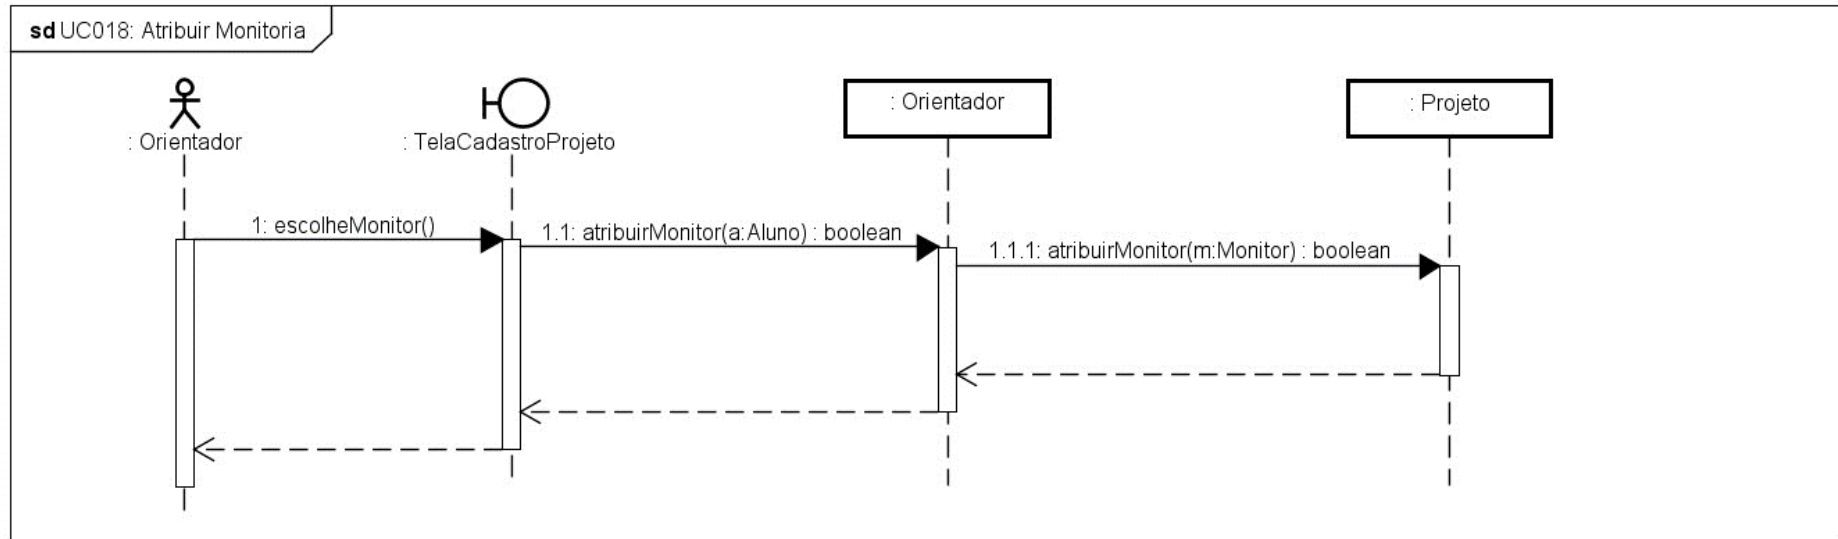 sd UC018: Atribuir Monitoria
: Orientador
: TelaCadastroProjeto
: Orientador
: Projeto
1: escolheMonitor()
1.1: atribuirMonitor(a:Aluno) : boolean
1.1.1: atribuirMonitor(m:Monitor) : boolean